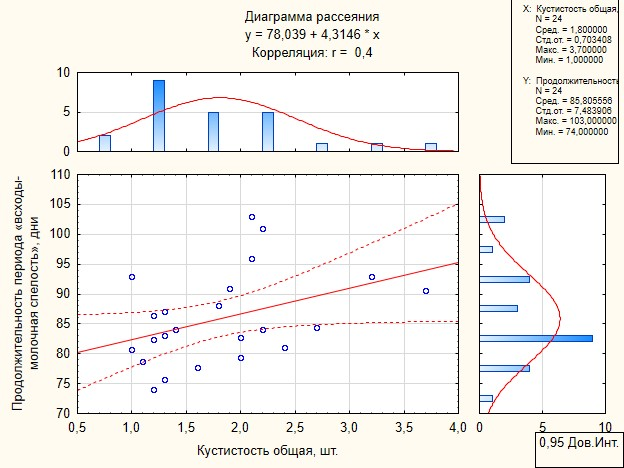 Диаграмма рассеяния
y = 78,039 + 4,3146 * x
Корреляция: r = 0,4
X: Кустистость общая,
N = 24
Сред. = 1,800000
Стд.от. = 0,703408
Макс. = 3,700000
Мин. = 1,000000
Y: Продолжительность
N = 24
Сред. = 85,805556
Стд.от. = 7,483906
Макс. = 103,000000
Мин. = 74,000000
10
5
0
110
105
100
95
90
85
80
75
70
Продолжительность периода «всходы-
молочная спелость», дни
0,5 1,0 1,5 2,0 2,5 3,0 3,5 4,0
Кустистость общая, шт.
0 5 10
0,95 Дов.Инт.